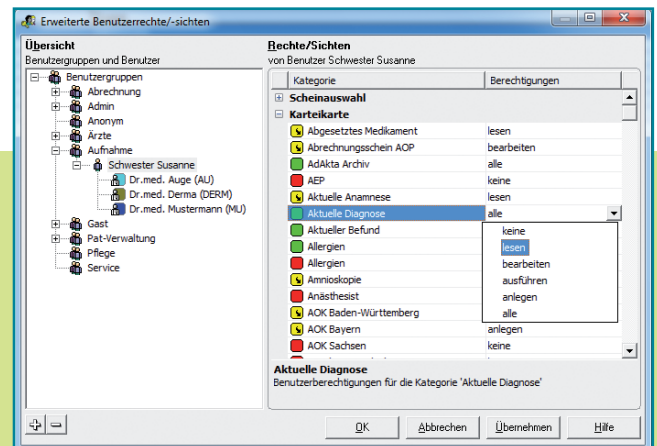 Erweiterte Benutzerrechte/-sichten
Übersicht
Benutzergruppen und Benutzer
Benutzergruppen
Abrechnung
Admin
Anonym
Ärzte
Aufnahme
Schwester Susanne
Dr.med. Auge (AU)
Dr.med. Derma (DERM)
Dr.med. Mustermann (MU)
Gast
Pat-Verwaltung
Pflege
Service
Rechte/Sichten
von Benutzer Schwester Susanne
Kategorie Berechtigungen
Scheinauswahl
Karteikarte
Abgesetztes Medikament lesen
Abrechnungsschein AOP bearbeiten
AdAkta Archiv alle
AEP keine
Aktuelle Anamnese lesen
Aktuelle Diagnose alle
Aktueller Befund keine
Allergien lesen
Allergien bearbeiten
Amnioskopie ausführen
Anästhesist anlegen
AOK Baden-Württemberg alle
AOK Bayern anlegen
AOK Sachsen keine
Aktuelle Diagnose
Benutzerberechtigungen für die Kategorie 'Aktuelle Diagnose'
OK Abbrechen Übernehmen Hilfe